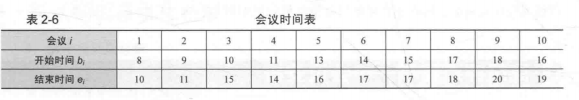 表 2-6 会议时间表
会议 i 1 2 3 4 5 6 7 8 9 10
开始时间 bᵢ 8 9 10 11 13 14 15 17 18 16
结束时间 eᵢ 10 11 15 14 16 17 17 18 20 19